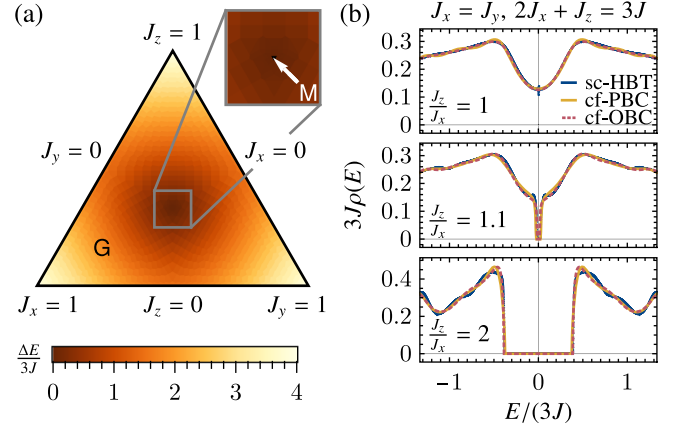 (a)
J_z = 1
M
J_y = 0
J_x = 0
G
J_x = 1
J_z = 0
J_y = 1
ΔE/3J
0 1 2 3 4
(b)
J_x = J_y, 2J_x + J_z = 3J
3Jρ(E)
0.3
0.2
0.1
0
J_z/J_x = 1
sc-HBT
cf-PBC
cf-OBC
0.3
0.2
0.1
0
J_z/J_x = 1.1
0.4
0.2
0
J_z/J_x = 2
−1 0 1
E/(3J)